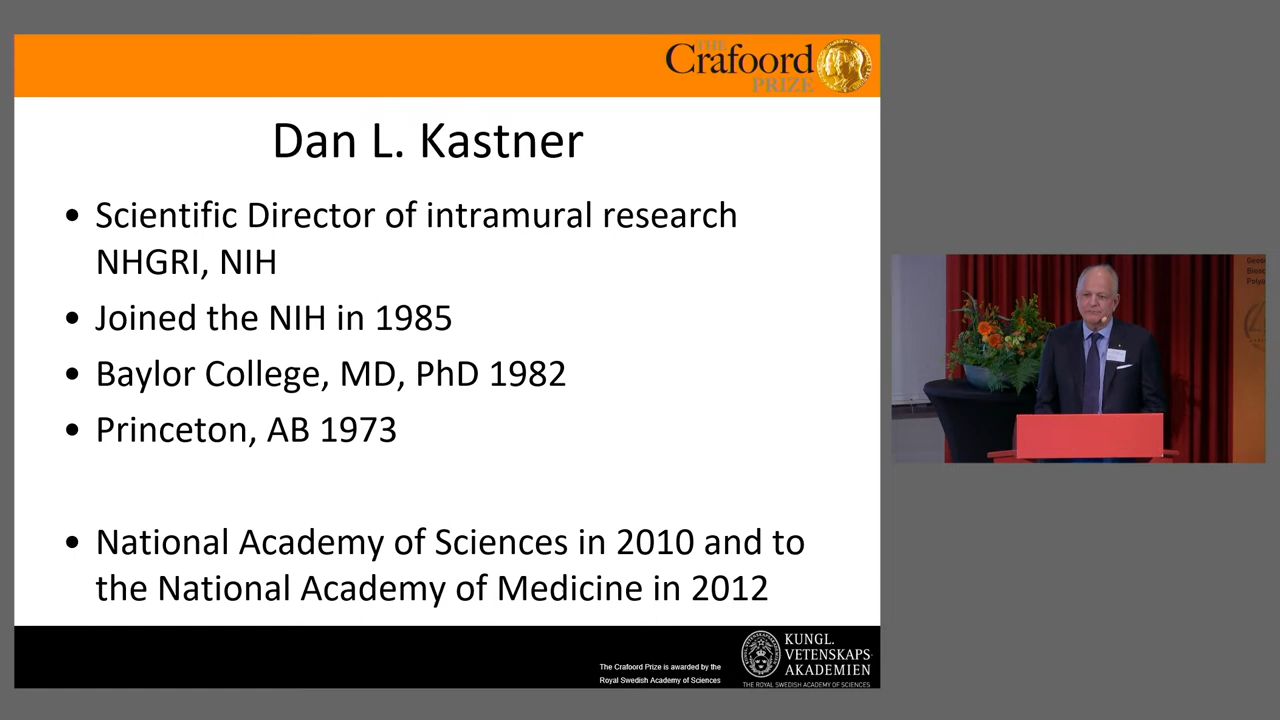 THE
Crafoord
PRIZE
Dan L. Kastner
• Scientific Director of intramural research
NHGRI, NIH
• Joined the NIH in 1985
• Baylor College, MD, PhD 1982
• Princeton, AB 1973
• National Academy of Sciences in 2010 and to
the National Academy of Medicine in 2012
The Crafoord Prize is awarded by the
Royal Swedish Academy of Sciences
KUNGL.
VETENSKAPS-
AKADEMIEN
THE ROYAL SWEDISH ACADEMY OF SCIENCES